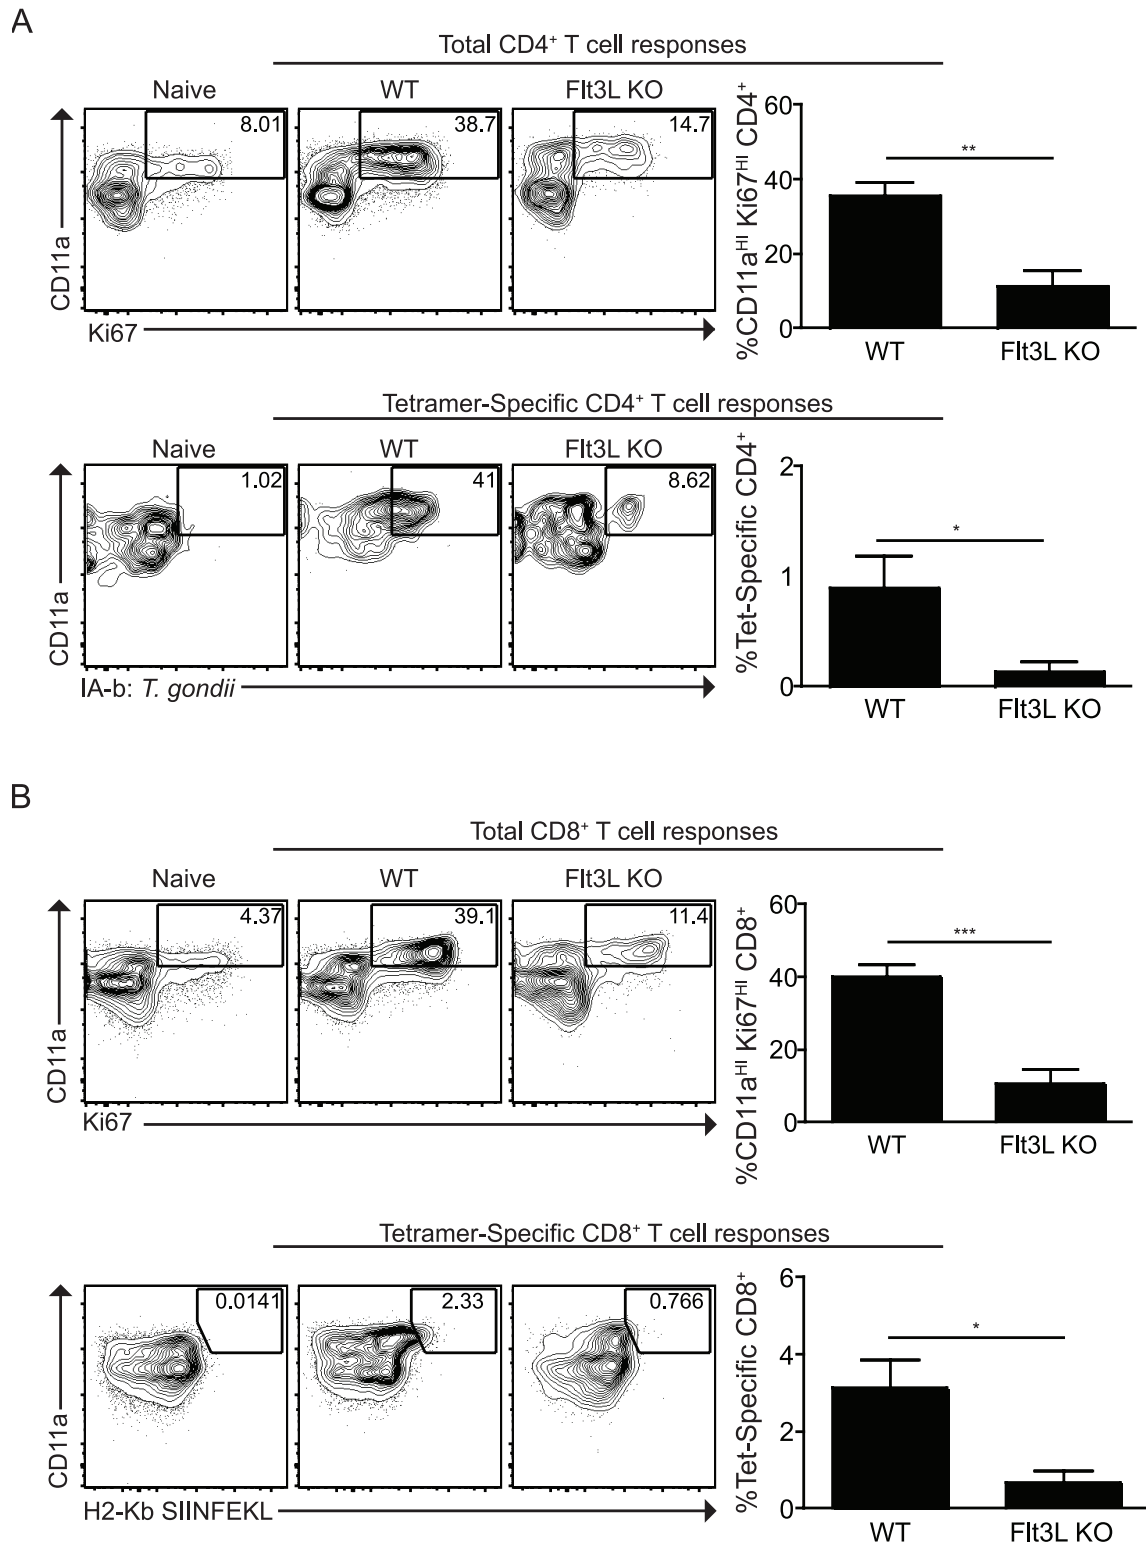 A
Total CD4⁺ T cell responses
Naive WT Flt3L KO
8.01 38.7 14.7
CD11a
Ki67
%CD11aᴴᴵ Ki67ᴴᴵ CD4⁺
60
40
20
0
**
WT Flt3L KO
Tetramer-Specific CD4⁺ T cell responses
Naive WT Flt3L KO
1.02 41 8.62
CD11a
IA-b: T. gondii
%Tet-Specific CD4⁺
2
1
0
*
WT Flt3L KO
B
Total CD8⁺ T cell responses
Naive WT Flt3L KO
4.37 39.1 11.4
CD11a
Ki67
%CD11aᴴᴵ Ki67ᴴᴵ CD8⁺
60
40
20
0
***
WT Flt3L KO
Tetramer-Specific CD8⁺ T cell responses
0.0141 2.33 0.766
CD11a
H2-Kb SIINFEKL
%Tet-Specific CD8⁺
6
4
2
0
*
WT Flt3L KO